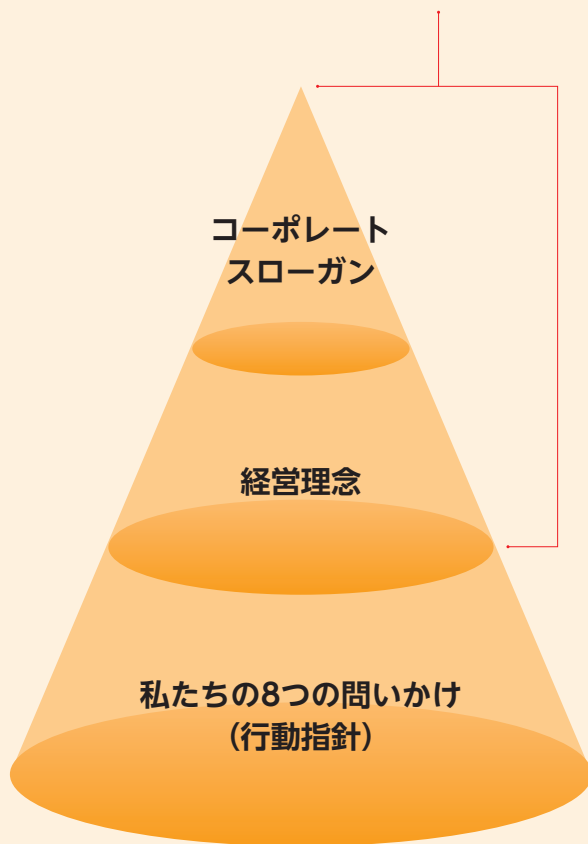 コーポレート
スローガン
経営理念
私たちの8つの問いかけ
（行動指針）